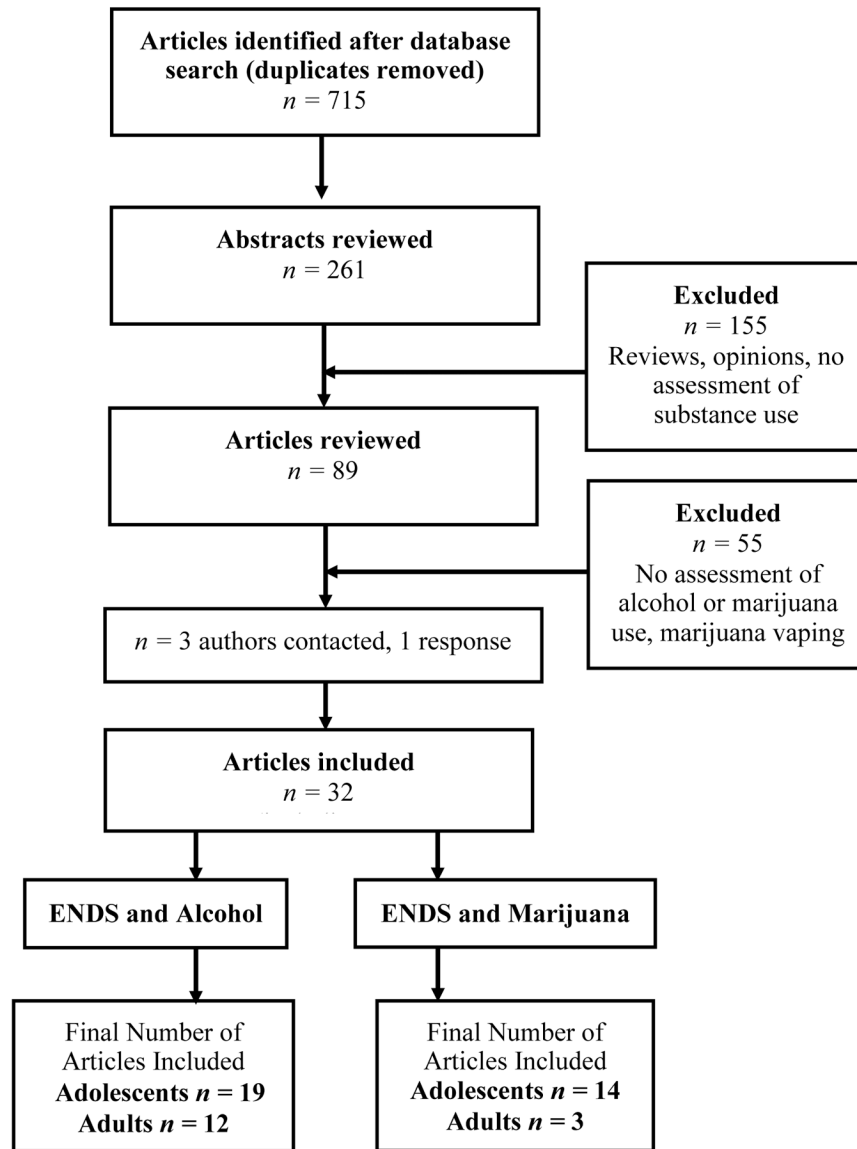 Articles identified after database
search (duplicates removed)
n = 715
Abstracts reviewed
n = 261
Excluded
n = 155
Reviews, opinions, no
assessment of
substance use
Articles reviewed
n = 89
Excluded
n = 55
No assessment of
alcohol or marijuana
use, marijuana vaping
n = 3 authors contacted, 1 response
Articles included
n = 32
ENDS and Alcohol
ENDS and Marijuana
Final Number of
Articles Included
Adolescents n = 19
Adults n = 12
Final Number of
Articles Included
Adolescents n = 14
Adults n = 3